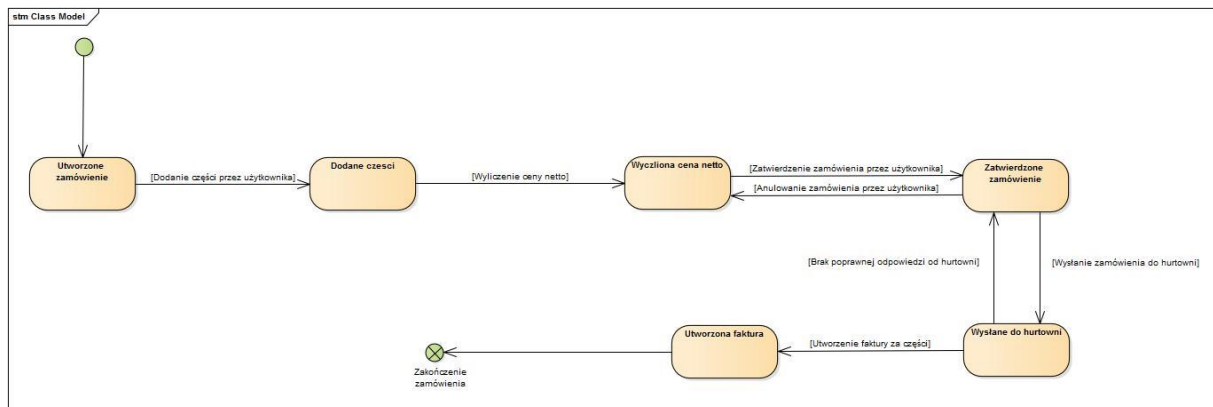 stm Class Model
Utworzone
zamówienie
[Dodanie części przez użytkownika]
Dodane czesci
[Wyliczenie ceny netto]
Wyczliona cena netto
[Zatwierdzenie zamówienia przez użytkownika]
[Anulowanie zamówienia przez użytkownika]
Zatwierdzone
zamówienie
[Brak poprawnej odpowiedzi od hurtowni]
[Wysłanie zamówienia do hurtowni]
Wysłane do hurtowni
[Utworzenie faktury za części]
Utworzona faktura
Zakończenie
zamówienia